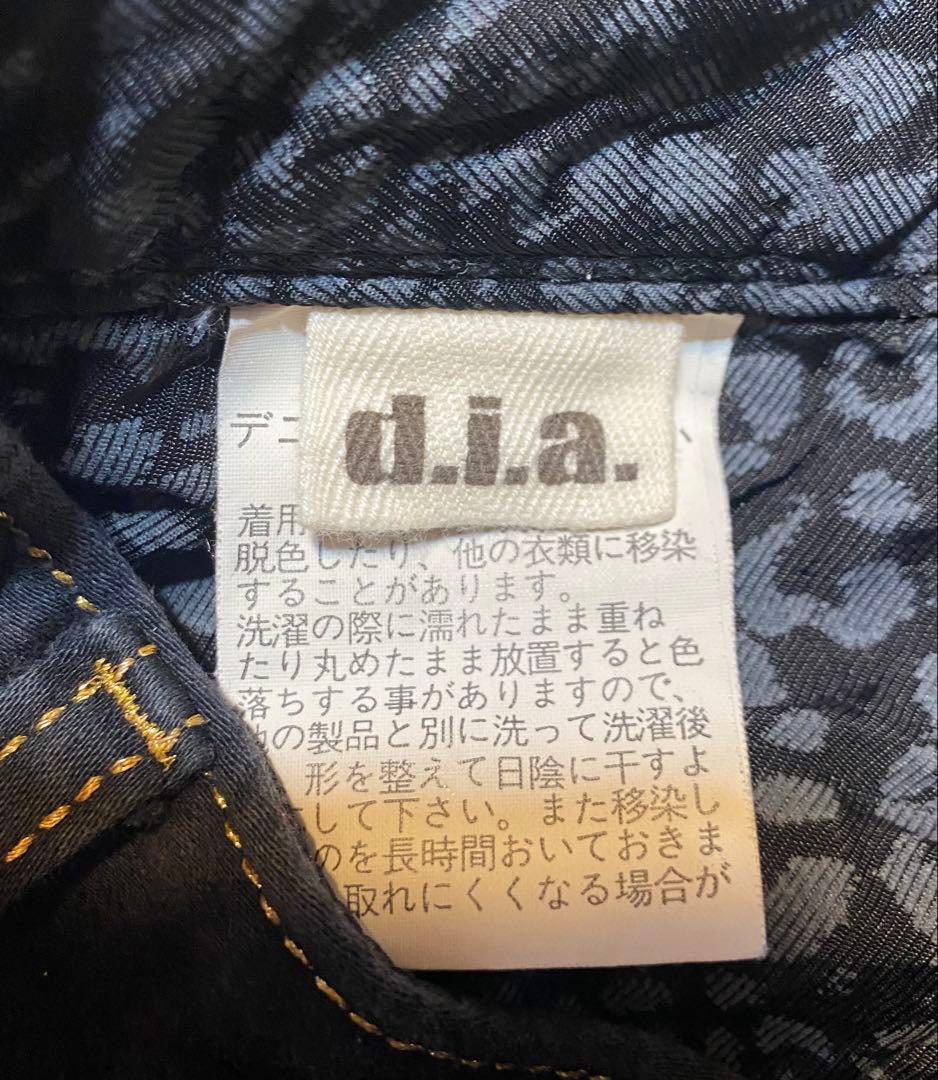 d.i.a.
デニ
着用
脱色したり、他の衣類に移染
することがあります。
洗濯の際に濡れたまま重ね
たり丸めたまま放置すると色
落ちする事がありますので、
の製品と別に洗って洗濯後
形を整えて日陰に干すよ
して下さい。また移染し
のを長時間おいておきま
取れにくくなる場合が